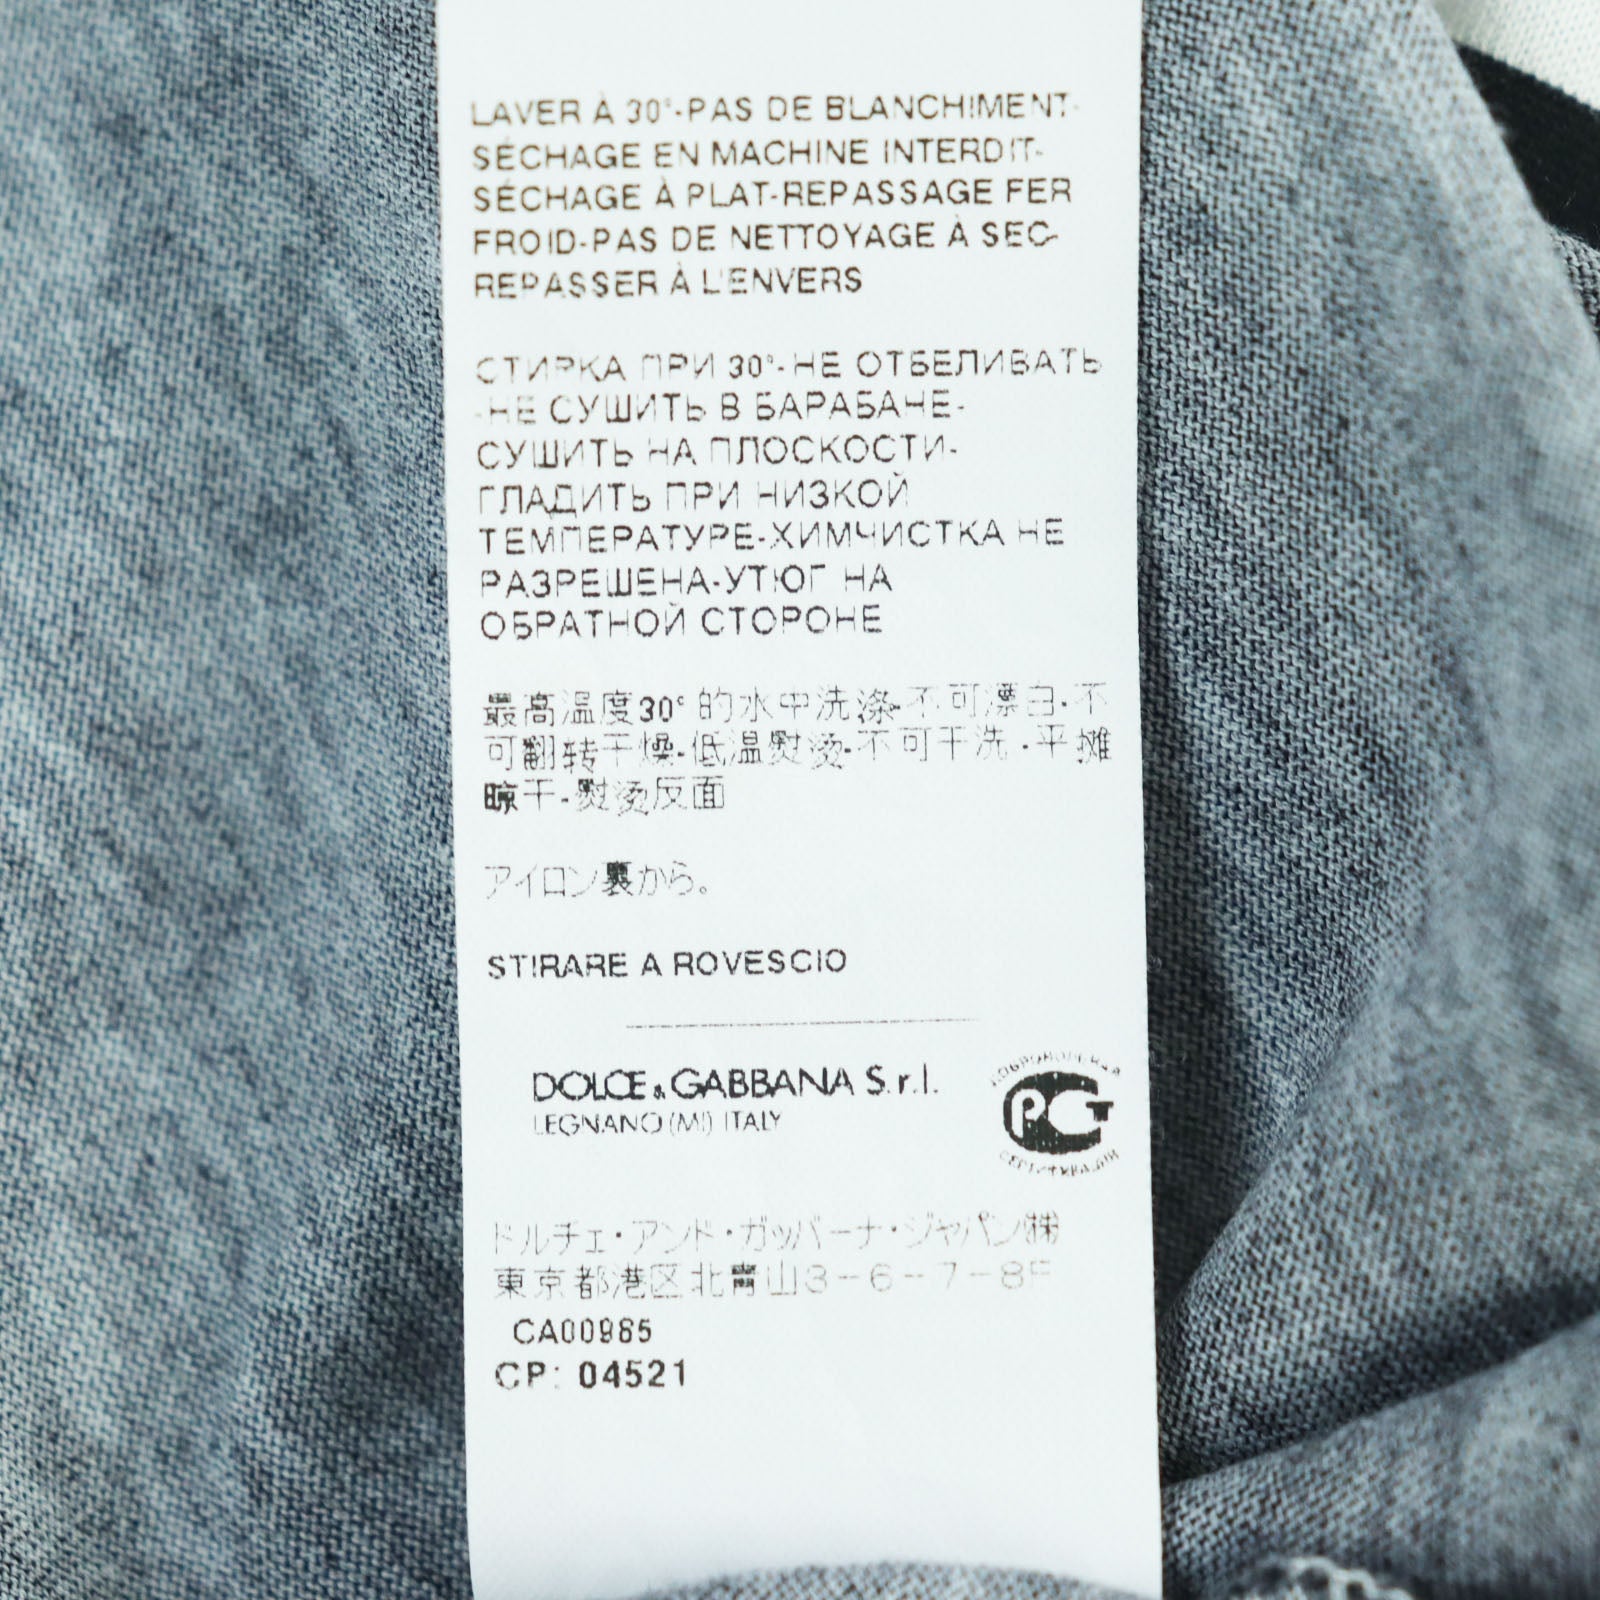 LAVER À 30°-PAS DE BLANCHIMENT-
SÉCHAGE EN MACHINE INTERDIT-
SÉCHAGE À PLAT-REPASSAGE FER
FROID-PAS DE NETTOYAGE À SEC-
REPASSER À L'ENVERS
СТИРКА ПРИ 30°-НЕ ОТБЕЛИВАТЬ
-НЕ СУШИТЬ В БАРАБАНЕ-
СУШИТЬ НА ПЛОСКОСТИ-
ГЛАДИТЬ ПРИ НИЗКОЙ
ТЕМПЕРАТУРЕ-ХИМЧИСТКА НЕ
РАЗРЕШЕНА-УТЮГ НА
ОБРАТНОЙ СТОРОНЕ
最高温度30°的水中洗涤-不可漂白-不
可翻转干燥-低温熨烫-不可干洗-平摊
晾干-熨烫反面
アイロン裏から。
STIRARE A ROVESCIO
DOLCE & GABBANA S.r.l.
LEGNANO (MI) ITALY
ДОБРОВОЛЬНАЯ
РСТ
СЕРТИФИКАЦИЯ
ドルチェ・アンド・ガッバーナ・ジャパン㈱
東京都港区北青山3-6-7-8F
CA00985
CP: 04521